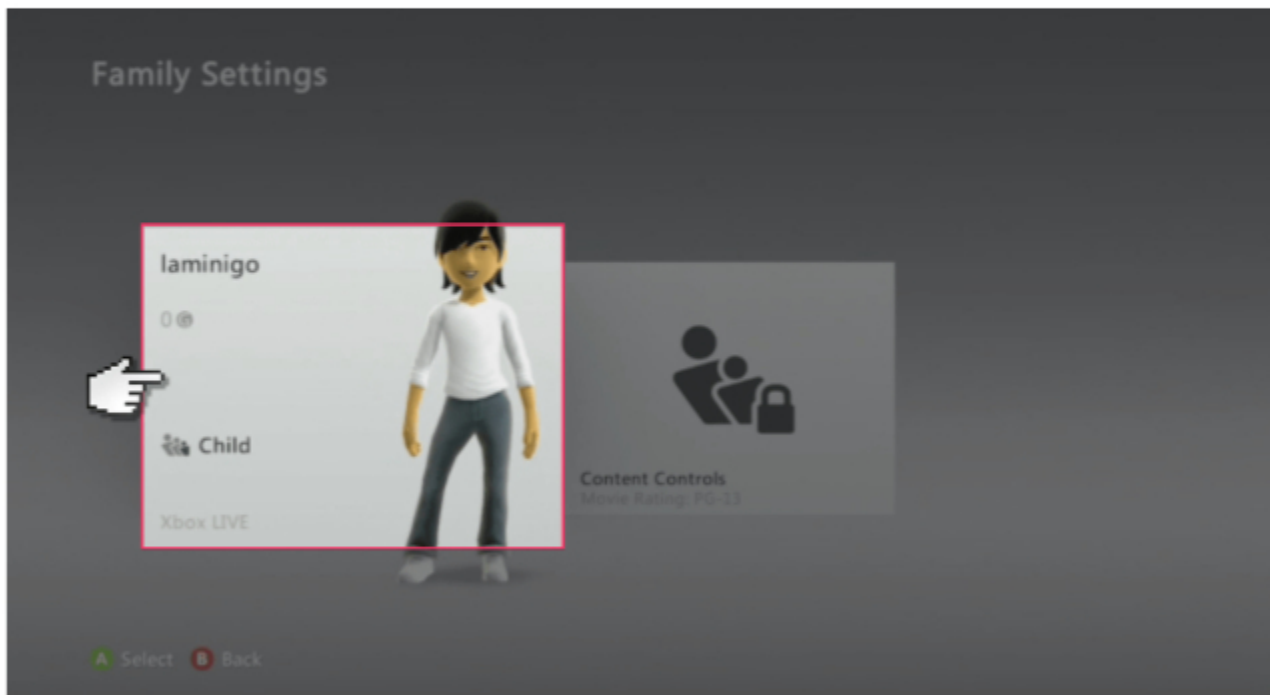 Family Settings
laminigo
0 G
Child
Xbox LIVE
Content Controls
Movie Rating: PG-13
A Select B Back